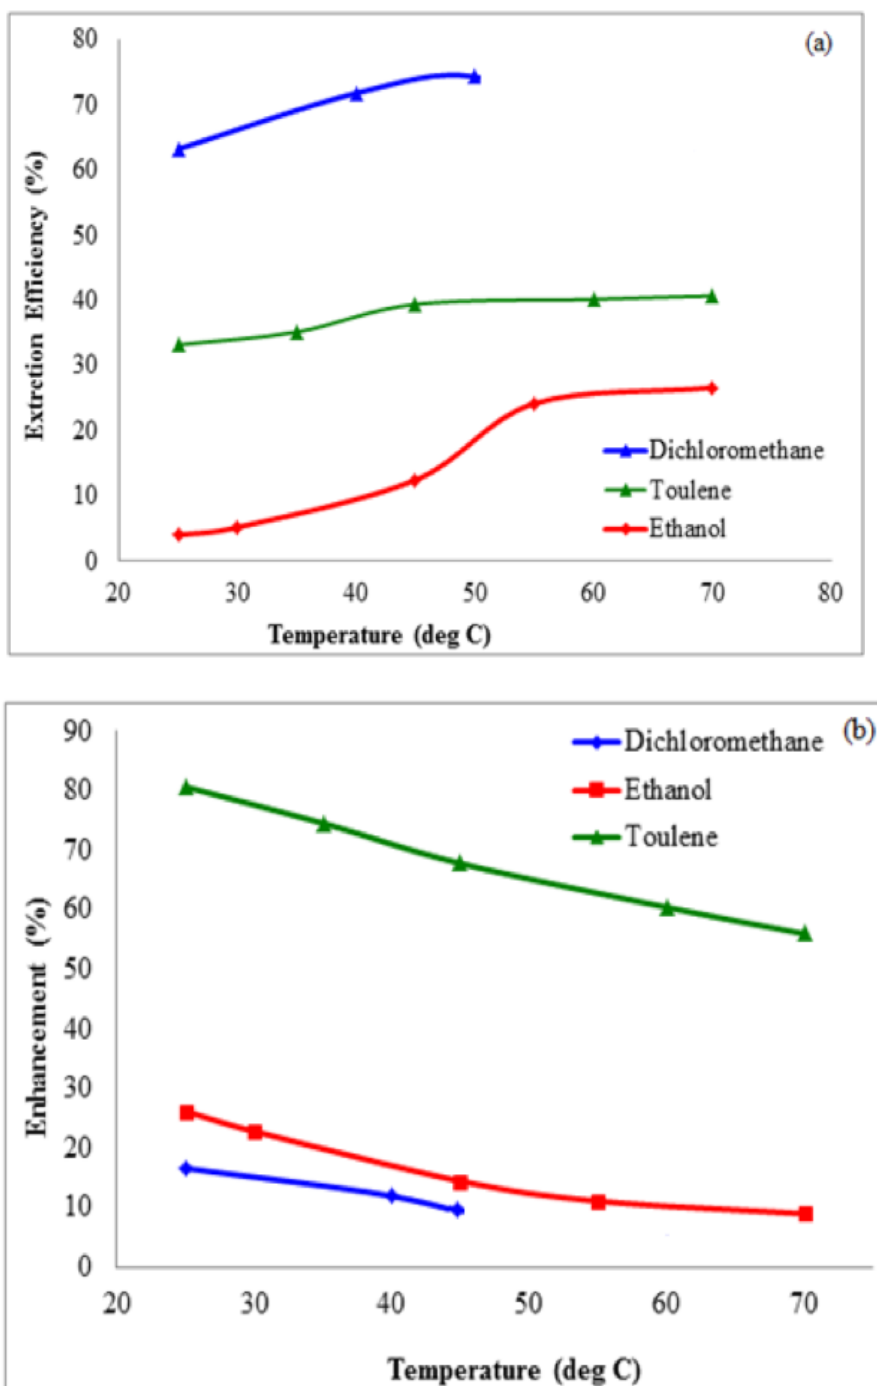 (a)
80
70
60
50
40
30
20
10
0
Extretion Efficiency (%)
Dichloromethane
Toulene
Ethanol
20 30 40 50 60 70 80
Temperature (deg C)
(b)
90
80
70
60
50
40
30
20
10
0
Enhancement (%)
Dichloromethane
Ethanol
Toulene
20 30 40 50 60 70
Temperature (deg C)